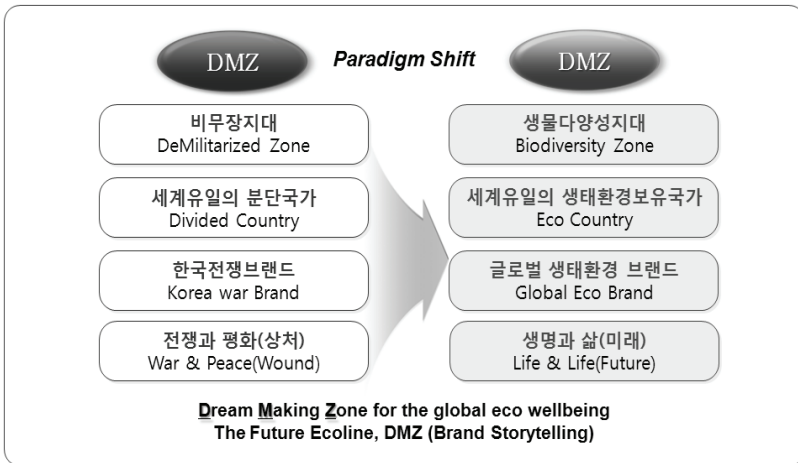 DMZ
Paradigm Shift
DMZ
비무장지대
DeMilitarized Zone
세계유일의 분단국가
Divided Country
한국전쟁브랜드
Korea war Brand
전쟁과 평화(상처)
War & Peace(Wound)
생물다양성지대
Biodiversity Zone
세계유일의 생태환경보유국가
Eco Country
글로벌 생태환경 브랜드
Global Eco Brand
생명과 삶(미래)
Life & Life(Future)
Dream Making Zone for the global eco wellbeing
The Future Ecoline, DMZ (Brand Storytelling)